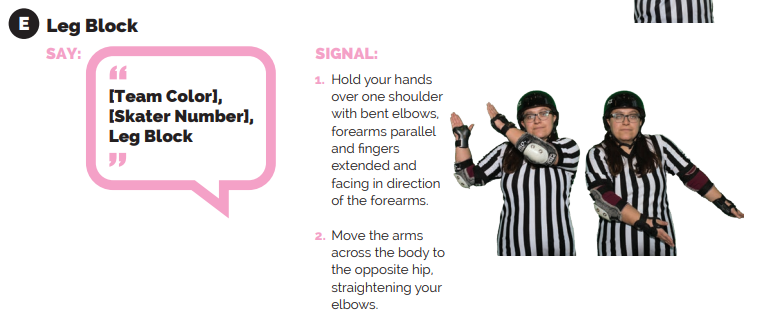 E Leg Block
SAY:
“
[Team Color],
[Skater Number],
Leg Block
”
SIGNAL:
1. Hold your hands
over one shoulder
with bent elbows,
forearms parallel
and fingers
extended and
facing in direction
of the forearms.
2. Move the arms
across the body to
the opposite hip,
straightening your
elbows.